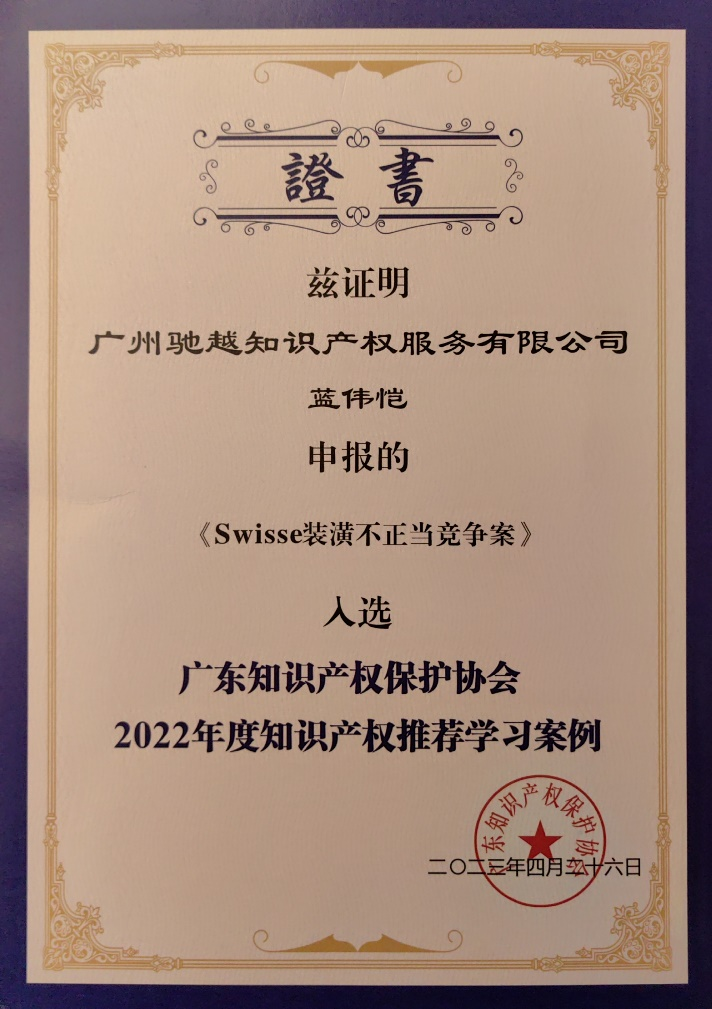 證書
兹证明
广州驰越知识产权服务有限公司
蓝伟恺
申报的
《Swisse装潢不正当竞争案》
入选
广东知识产权保护协会
2022年度知识产权推荐学习案例
广东知识产权保护协会
二〇二三年四月二十六日